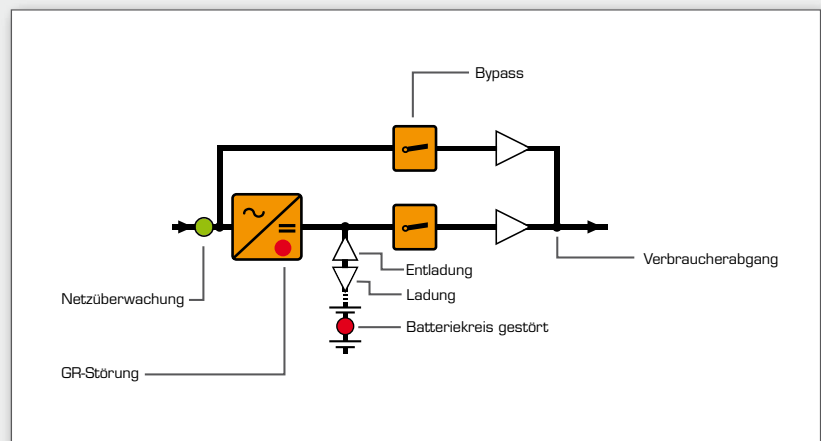 Bypass
Verbraucherabgang
Entladung
Ladung
Netzüberwachung
Batteriekreis gestört
GR-Störung